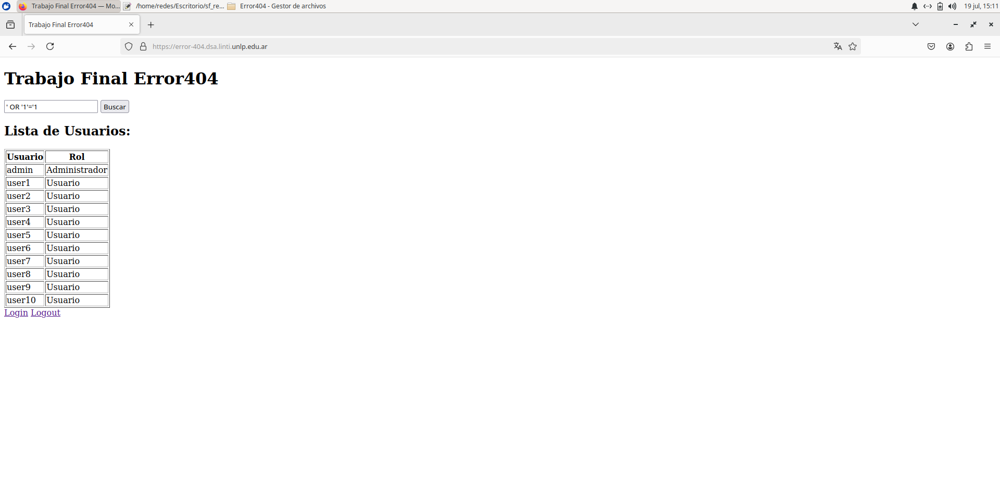 Trabajo Final Error404 — Mo... /home/redes/Escritorio/sf_re... Error404 - Gestor de archivos 19 jul, 15:11
Trabajo Final Error404
https://error-404.dsa.linti.unlp.edu.ar
Trabajo Final Error404
' OR '1'='1 Buscar
Lista de Usuarios:
Usuario Rol
admin Administrador
user1 Usuario
user2 Usuario
user3 Usuario
user4 Usuario
user5 Usuario
user6 Usuario
user7 Usuario
user8 Usuario
user9 Usuario
user10 Usuario
Login Logout